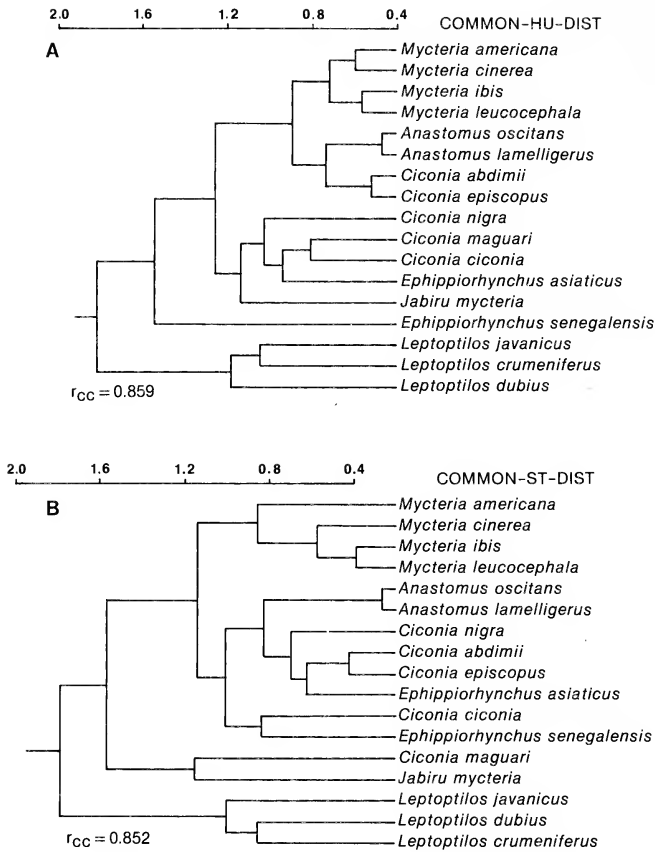 2.0 1.6 1.2 0.8 0.4 COMMON-HU-DIST
A
Mycteria americana
Mycteria cinerea
Mycteria ibis
Mycteria leucocephala
Anastomus oscitans
Anastomus lamelligerus
Ciconia abdimii
Ciconia episcopus
Ciconia nigra
Ciconia maguari
Ciconia ciconia
Ephippiorhynchus asiaticus
Jabiru mycteria
Ephippiorhynchus senegalensis
Leptoptilos javanicus
Leptoptilos crumeniferus
Leptoptilos dubius
rCC = 0.859
2.0 1.6 1.2 0.8 0.4 COMMON-ST-DIST
B
Mycteria americana
Mycteria cinerea
Mycteria ibis
Mycteria leucocephala
Anastomus oscitans
Anastomus lamelligerus
Ciconia nigra
Ciconia abdimii
Ciconia episcopus
Ephippiorhynchus asiaticus
Ciconia ciconia
Ephippiorhynchus senegalensis
Ciconia maguari
Jabiru mycteria
Leptoptilos javanicus
Leptoptilos dubius
Leptoptilos crumeniferus
rCC = 0.852